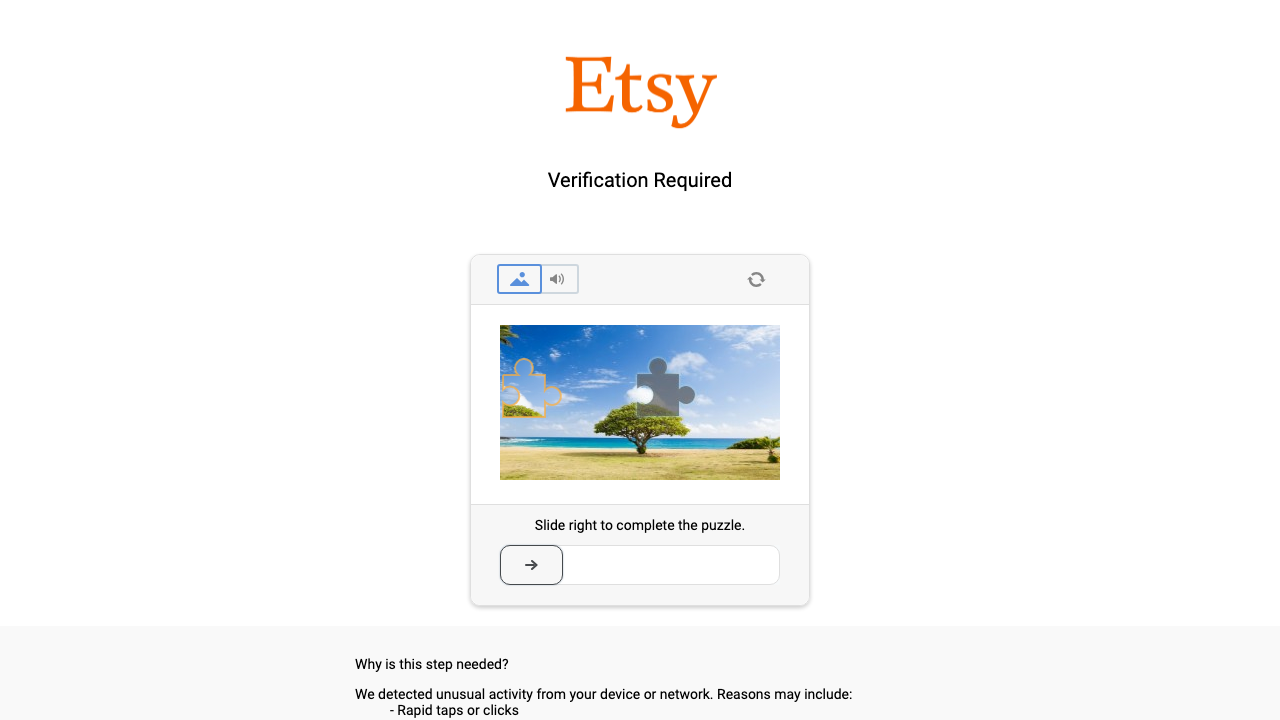 Etsy
Verification Required
Slide right to complete the puzzle.
Why is this step needed?
We detected unusual activity from your device or network. Reasons may include:
- Rapid taps or clicks